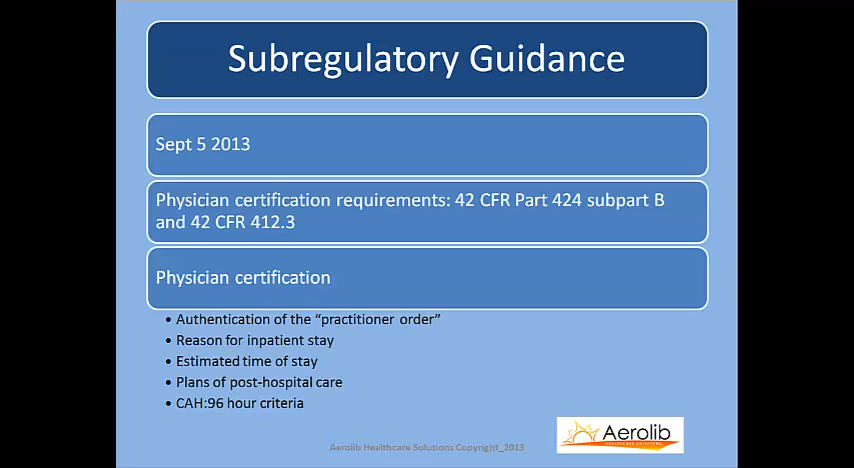 Subregulatory Guidance
Sept 5 2013
Physician certification requirements: 42 CFR Part 424 subpart B
and 42 CFR 412.3
Physician certification
• Authentication of the “practitioner order”
• Reason for inpatient stay
• Estimated time of stay
• Plans of post-hospital care
• CAH:96 hour criteria
Aerolib Healthcare Solutions Copyright_2013
Aerolib
HEALTHCARE SOLUTIONS